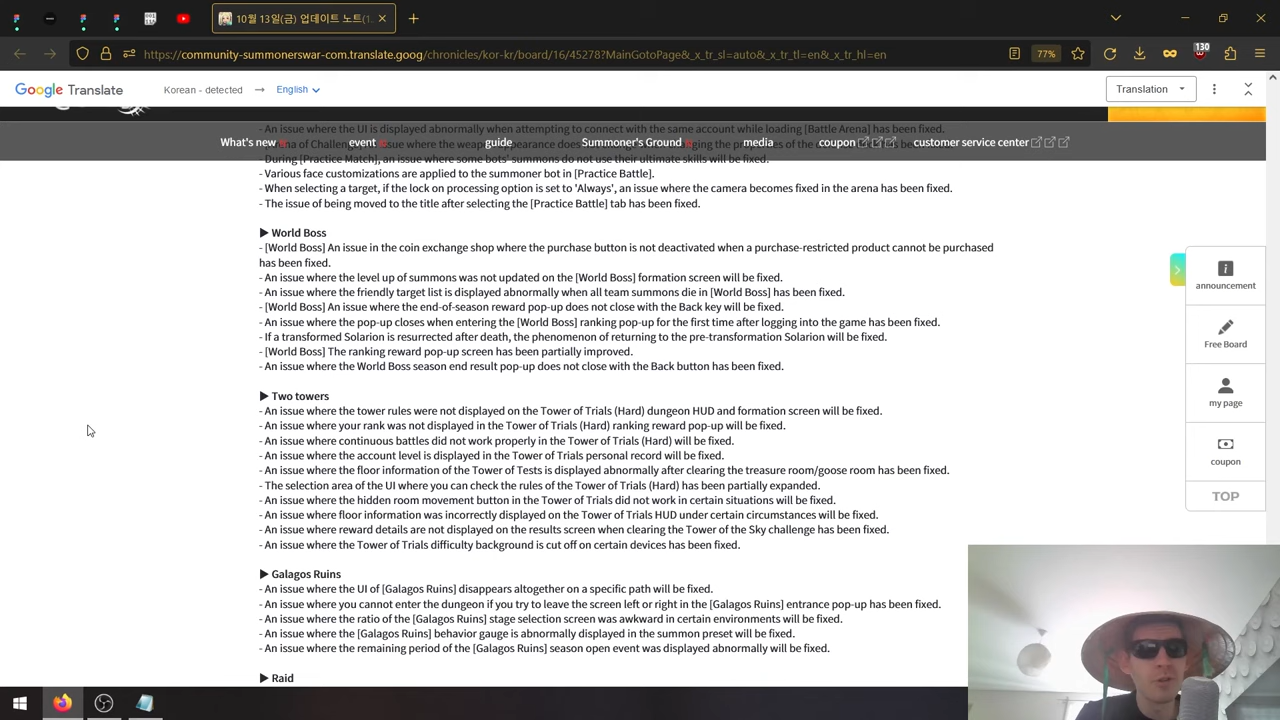 10월 13일(금) 업데이트 노트(1
https://community-summonerswar-com.translate.goog/chronicles/kor-kr/board/16/45278?MainGotoPage&_x_tr_sl=auto&_x_tr_tl=en&_x_tr_hl=en
77%
130
Google Translate
Korean - detected
→
English
Translation
- An issue where the UI is displayed abnormally when attempting to connect with the same account while loading [Battle Arena] has been fixed.
What's new
event
guide
Summoner's Ground
media
coupon
customer service center
- During [Practice Match], an issue where some bots' summons do not use their ultimate skills will be fixed.
- Various face customizations are applied to the summoner bot in [Practice Battle].
- When selecting a target, if the lock on processing option is set to 'Always', an issue where the camera becomes fixed in the arena has been fixed.
- The issue of being moved to the title after selecting the [Practice Battle] tab has been fixed.
▶ World Boss
- [World Boss] An issue in the coin exchange shop where the purchase button is not deactivated when a purchase-restricted product cannot be purchased
has been fixed.
- An issue where the level up of summons was not updated on the [World Boss] formation screen will be fixed.
- An issue where the friendly target list is displayed abnormally when all team summons die in [World Boss] has been fixed.
- [World Boss] An issue where the end-of-season reward pop-up does not close with the Back key will be fixed.
- An issue where the pop-up closes when entering the [World Boss] ranking pop-up for the first time after logging into the game has been fixed.
- If a transformed Solarion is resurrected after death, the phenomenon of returning to the pre-transformation Solarion will be fixed.
- [World Boss] The ranking reward pop-up screen has been partially improved.
- An issue where the World Boss season end result pop-up does not close with the Back button has been fixed.
▶ Two towers
- An issue where the tower rules were not displayed on the Tower of Trials (Hard) dungeon HUD and formation screen will be fixed.
- An issue where your rank was not displayed in the Tower of Trials (Hard) ranking reward pop-up will be fixed.
- An issue where continuous battles did not work properly in the Tower of Trials (Hard) will be fixed.
- An issue where the account level is displayed in the Tower of Trials personal record will be fixed.
- An issue where the floor information of the Tower of Tests is displayed abnormally after clearing the treasure room/goose room has been fixed.
- The selection area of the UI where you can check the rules of the Tower of Trials (Hard) has been partially expanded.
- An issue where the hidden room movement button in the Tower of Trials did not work in certain situations will be fixed.
- An issue where floor information was incorrectly displayed on the Tower of Trials HUD under certain circumstances will be fixed.
- An issue where reward details are not displayed on the results screen when clearing the Tower of the Sky challenge has been fixed.
- An issue where the Tower of Trials difficulty background is cut off on certain devices has been fixed.
▶ Galagos Ruins
- An issue where the UI of [Galagos Ruins] disappears altogether on a specific path will be fixed.
- An issue where you cannot enter the dungeon if you try to leave the screen left or right in the [Galagos Ruins] entrance pop-up has been fixed.
- An issue where the ratio of the [Galagos Ruins] stage selection screen was awkward in certain environments will be fixed.
- An issue where the [Galagos Ruins] behavior gauge is abnormally displayed in the summon preset will be fixed.
- An issue where the remaining period of the [Galagos Ruins] season open event was displayed abnormally will be fixed.
▶ Raid
announcement
Free Board
my page
coupon
TOP